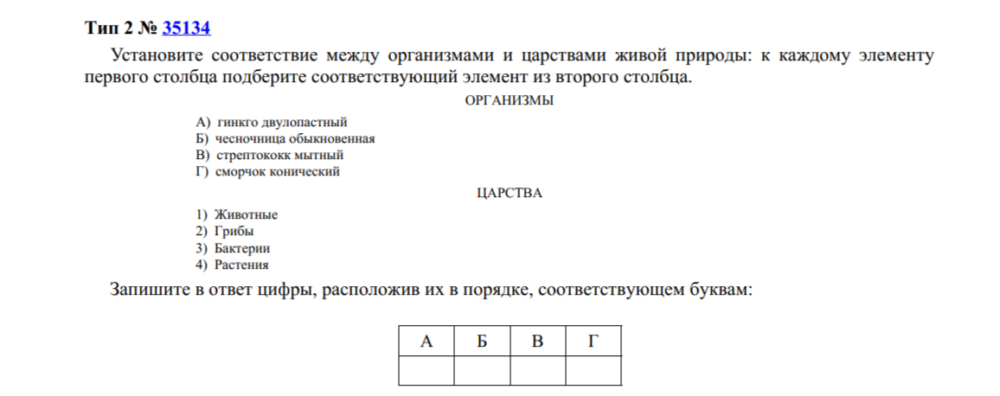 Тип 2 № 35134
Установите соответствие между организмами и царствами живой природы: к каждому элементу
первого столбца подберите соответствующий элемент из второго столбца.
ОРГАНИЗМЫ
А) гинкго двулопастный
Б) чесночница обыкновенная
В) стрептококк мытный
Г) сморчок конический
ЦАРСТВА
1) Животные
2) Грибы
3) Бактерии
4) Растения
Запишите в ответ цифры, расположив их в порядке, соответствующем буквам:
А Б В Г